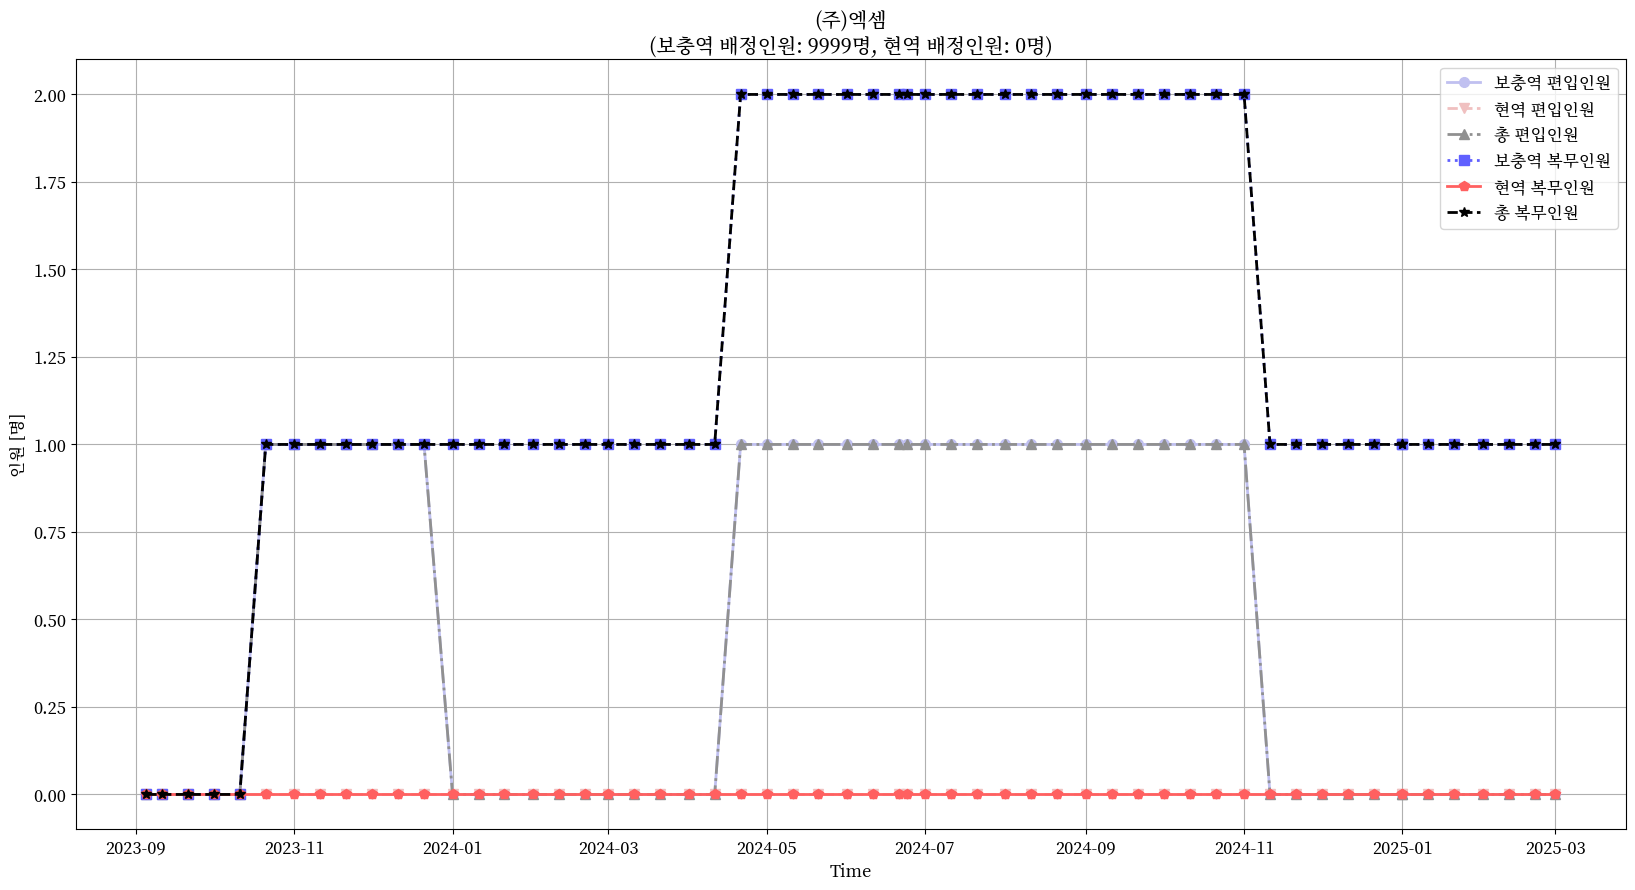 (주)엑셈
(보충역 배정인원: 9999명, 현역 배정인원: 0명)
보충역 편입인원
현역 편입인원
총 편입인원
보충역 복무인원
현역 복무인원
총 복무인원
인원 [명]
2.00
1.75
1.50
1.25
1.00
0.75
0.50
0.25
0.00
2023-09 2023-11 2024-01 2024-03 2024-05 2024-07 2024-09 2024-11 2025-01 2025-03
Time